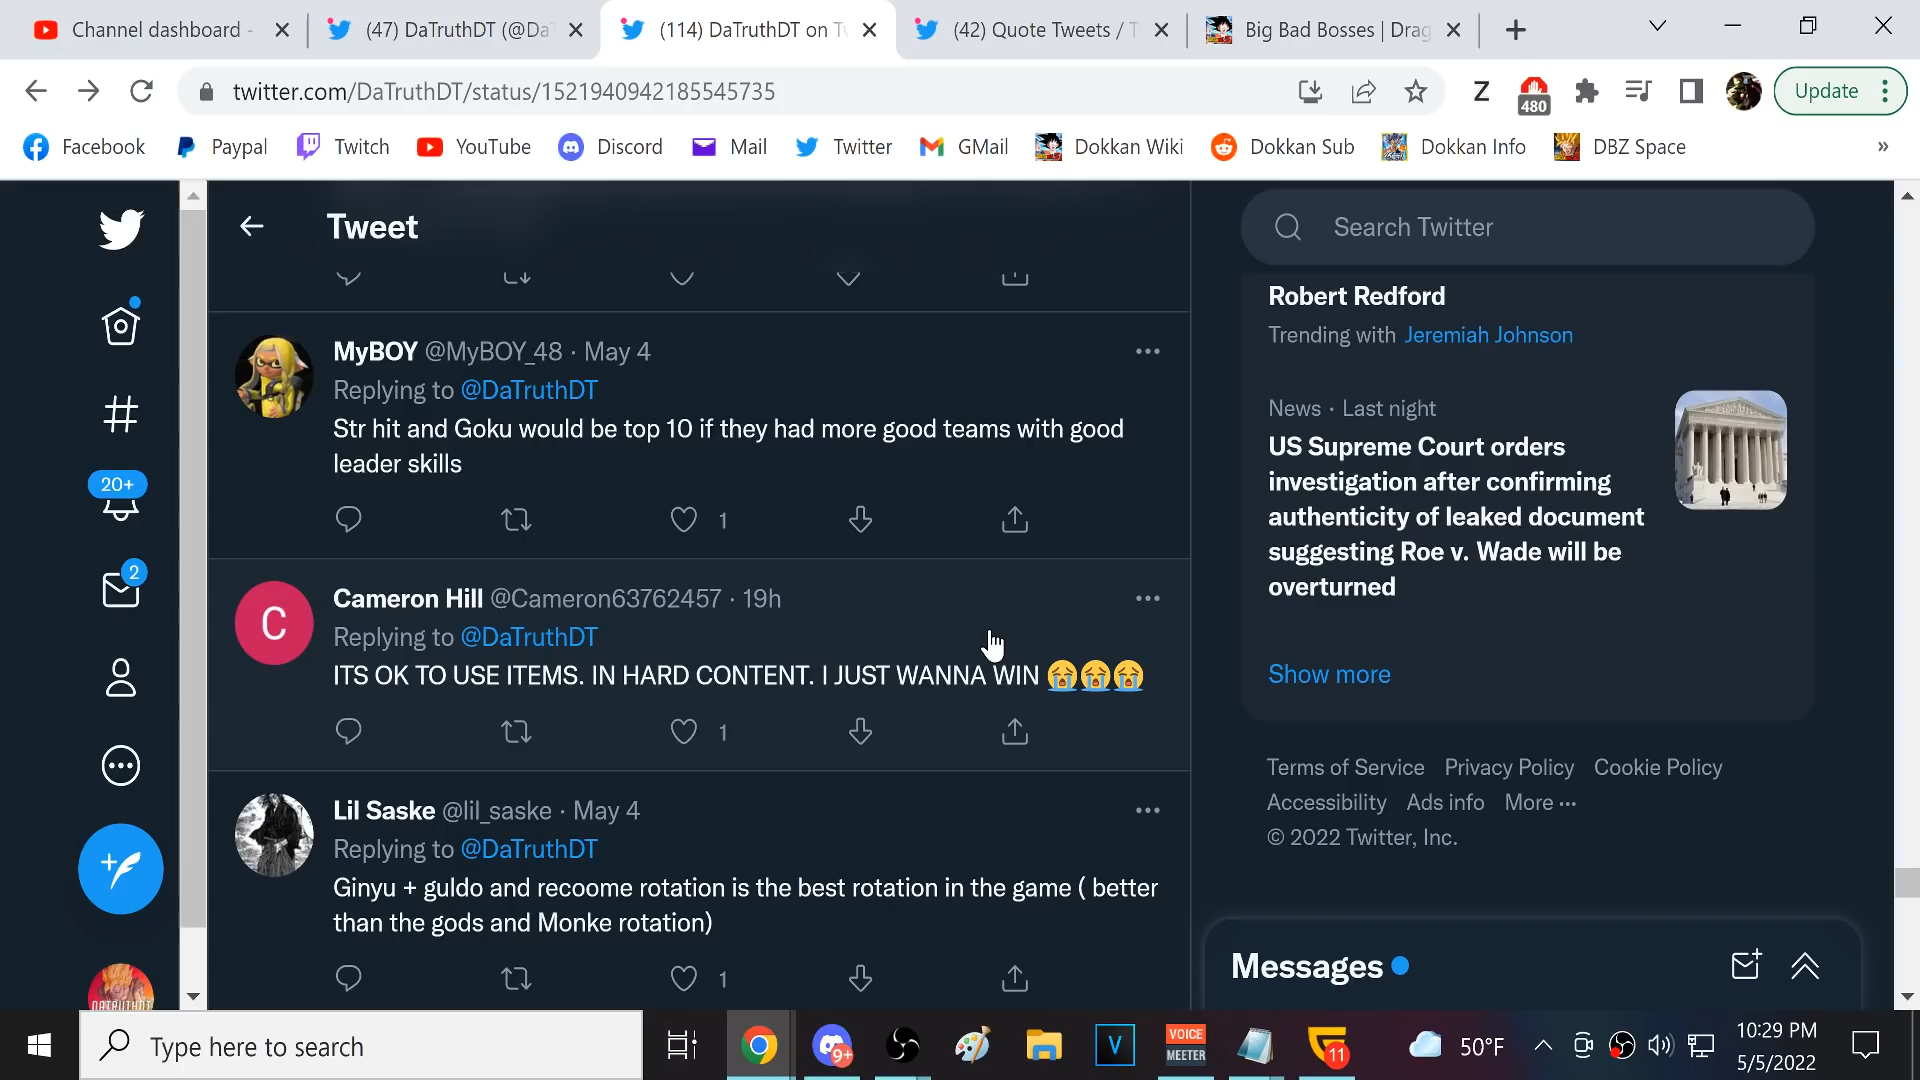 Channel dashboard -
(47) DaTruthDT (@Da
(114) DaTruthDT on Tw
(42) Quote Tweets / T
Big Bad Bosses | Drag
twitter.com/DaTruthDT/status/1521940942185545735
Z
480
Update
Facebook
Paypal
Twitch
YouTube
Discord
Mail
Twitter
GMail
Dokkan Wiki
Dokkan Sub
Dokkan Info
DBZ Space
»
Tweet
Search Twitter
20+
2
MyBOY @MyBOY_48 · May 4
Replying to @DaTruthDT
Str hit and Goku would be top 10 if they had more good teams with good
leader skills
1
C
Cameron Hill @Cameron63762457 · 19h
Replying to @DaTruthDT
ITS OK TO USE ITEMS. IN HARD CONTENT. I JUST WANNA WIN 😭😭😭
1
Lil Saske @lil_saske · May 4
Replying to @DaTruthDT
Ginyu + guldo and recoome rotation is the best rotation in the game ( better
than the gods and Monke rotation)
1
DATRUTHDT
Robert Redford
Trending with Jeremiah Johnson
News · Last night
US Supreme Court orders
investigation after confirming
authenticity of leaked document
suggesting Roe v. Wade will be
overturned
Show more
Terms of Service Privacy Policy Cookie Policy
Accessibility Ads info More ···
© 2022 Twitter, Inc.
Messages
Type here to search
9+
V
VOICE
MEETER
11
50°F
10:29 PM
5/5/2022